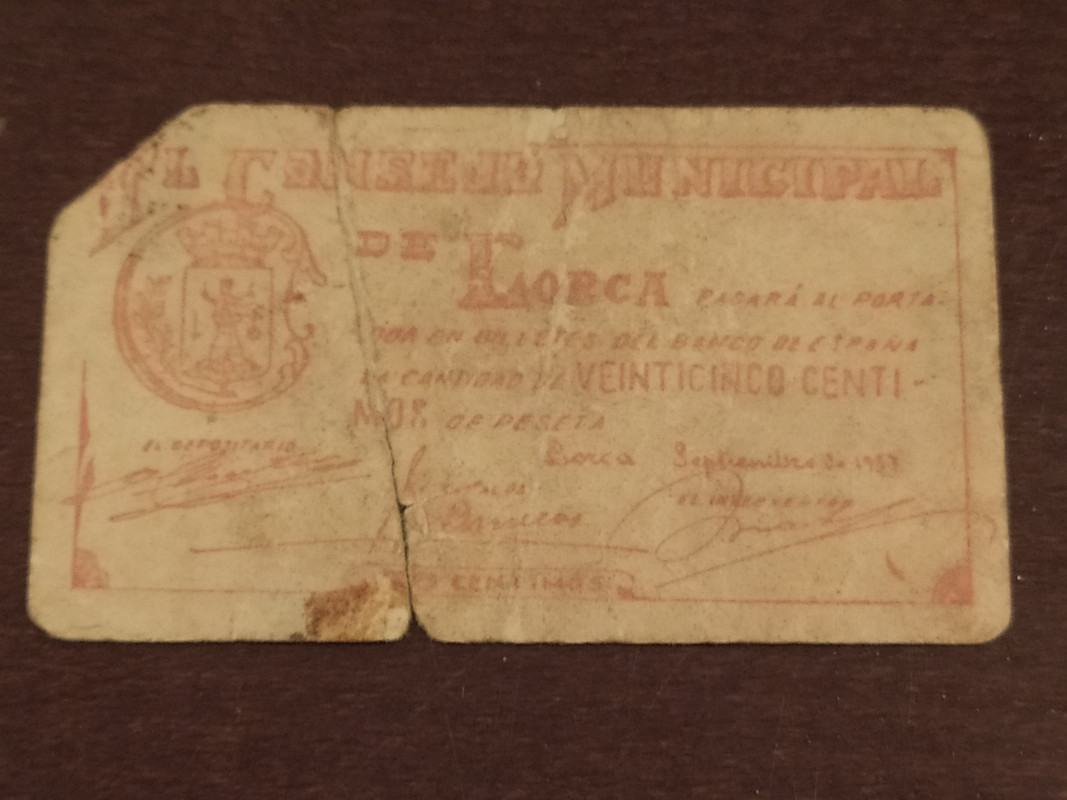 EL CONSEJO MUNICIPAL
DE LORCA PAGARÁ AL PORTA-
DOR EN BILLETES DEL BANCO DE ESPAÑA
LA CANTIDAD DE VEINTICINCO CENTI-
MOS DE PESETA
Lorca Septiembre de 1937
EL DEPOSITARIO
EL INTERVENTOR
CENTIMOS